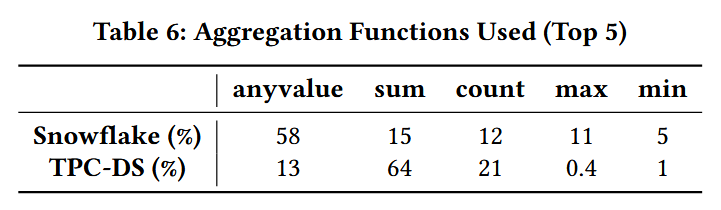 Table 6: Aggregation Functions Used (Top 5)
anyvalue sum count max min
Snowflake (%) 58 15 12 11 5
TPC-DS (%) 13 64 21 0.4 1